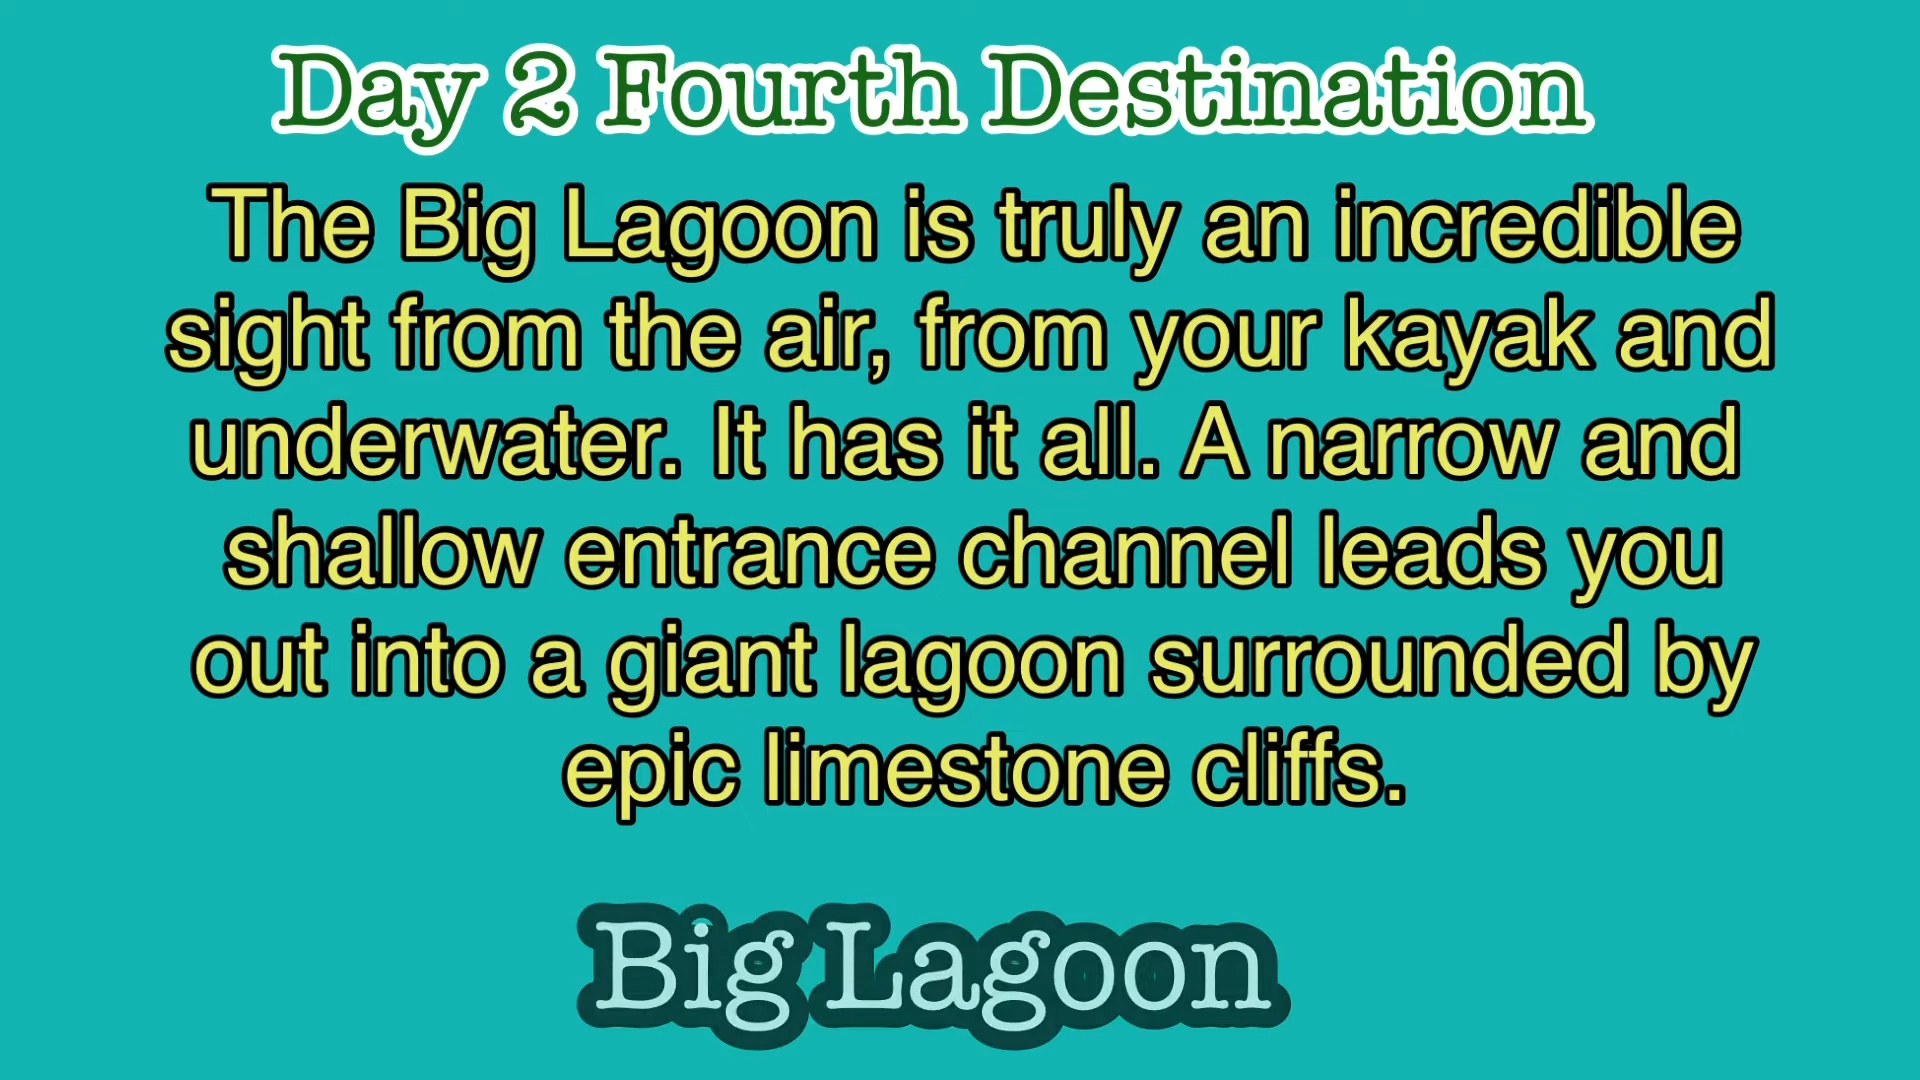 Day 2 Fourth Destination
The Big Lagoon is truly an incredible
sight from the air, from your kayak and
underwater. It has it all. A narrow and
shallow entrance channel leads you
out into a giant lagoon surrounded by
epic limestone cliffs.
Big Lagoon